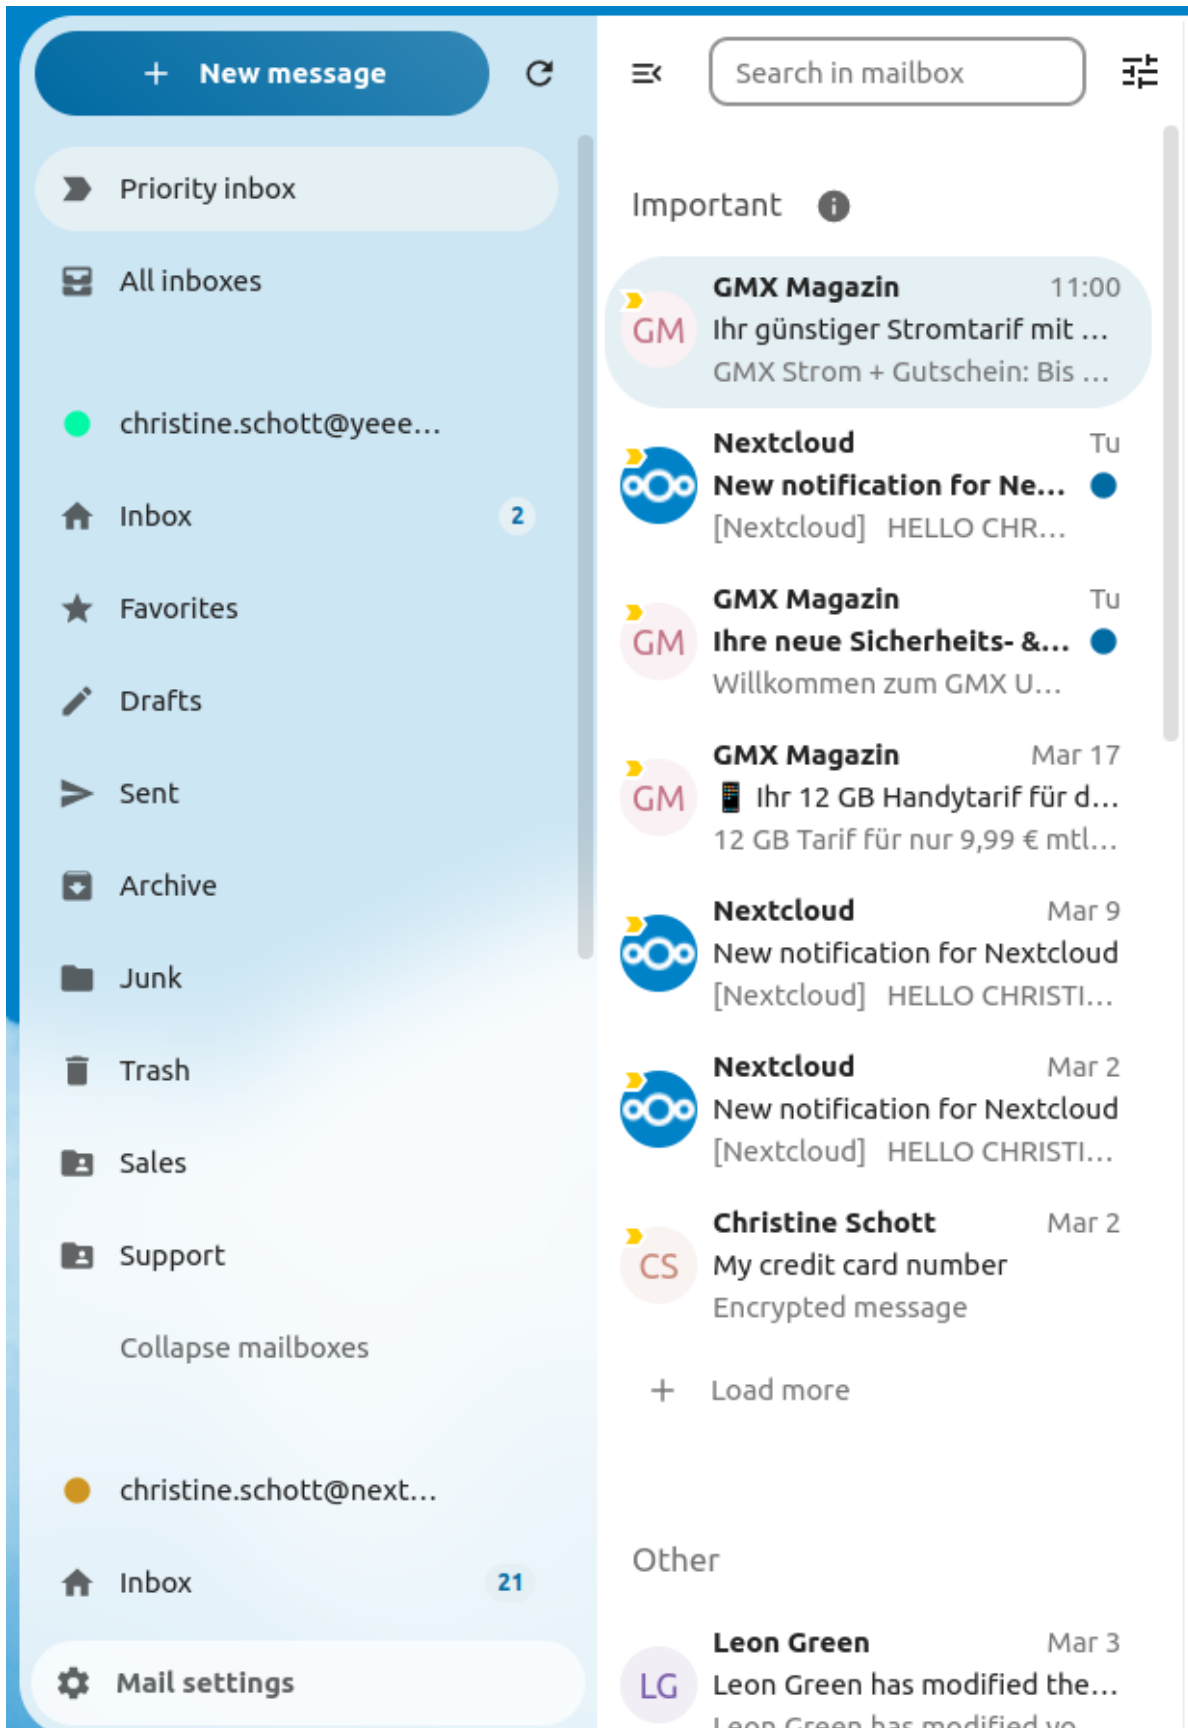 + New message
Priority inbox
All inboxes
christine.schott@yeee...
Inbox 2
Favorites
Drafts
Sent
Archive
Junk
Trash
Sales
Support
Collapse mailboxes
christine.schott@next...
Inbox 21
Mail settings
Search in mailbox
Important
GM
GMX Magazin 11:00
Ihr günstiger Stromtarif mit ...
GMX Strom + Gutschein: Bis ...
Nextcloud Tu
New notification for Ne...
[Nextcloud] HELLO CHR...
GM
GMX Magazin Tu
Ihre neue Sicherheits- &...
Willkommen zum GMX U...
GM
GMX Magazin Mar 17
📱 Ihr 12 GB Handytarif für d...
12 GB Tarif für nur 9,99 € mtl...
Nextcloud Mar 9
New notification for Nextcloud
[Nextcloud] HELLO CHRISTI...
Nextcloud Mar 2
New notification for Nextcloud
[Nextcloud] HELLO CHRISTI...
CS
Christine Schott Mar 2
My credit card number
Encrypted message
+ Load more
Other
LG
Leon Green Mar 3
Leon Green has modified the...
Leon Green has modified yo...